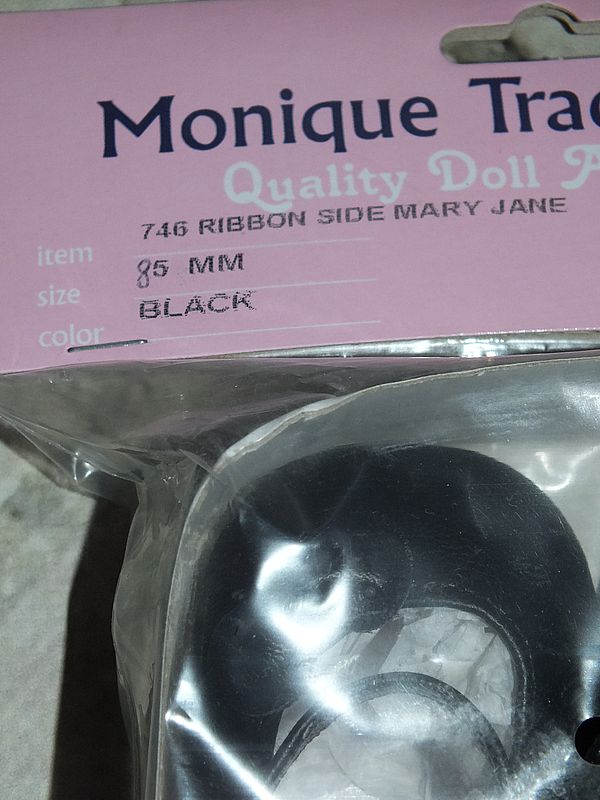 Monique Trad
Quality Doll A
746 RIBBON SIDE MARY JANE
item
85 MM
size
BLACK
color